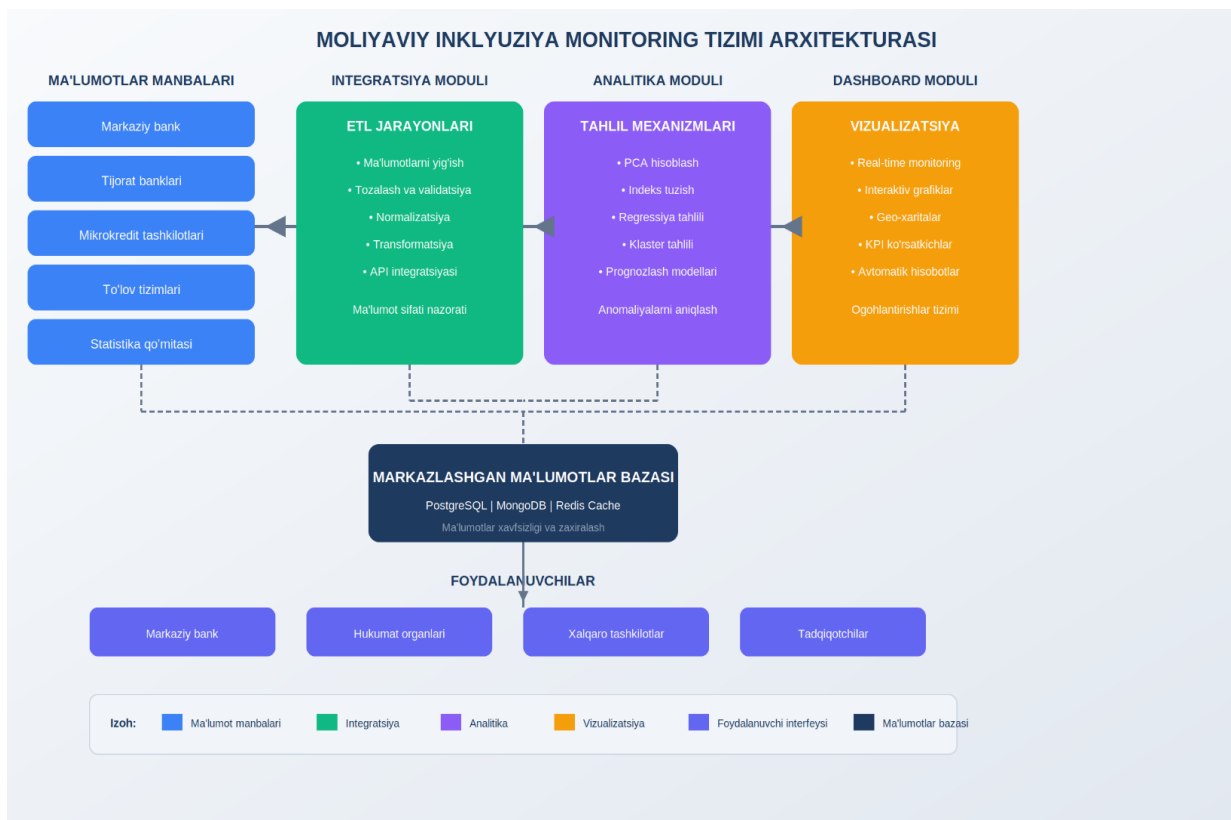 MOLIYAVIY INKLYUZIYA MONITORING TIZIMI ARXITEKTURASI
MA'LUMOTLAR MANBALARI
Markaziy bank
Tijorat banklari
Mikrokredit tashkilotlari
To'lov tizimlari
Statistika qo'mitasi
INTEGRATSIYA MODULI
ETL JARAYONLARI
• Ma'lumotlarni yig'ish
• Tozalash va validatsiya
• Normalizatsiya
• Transformatsiya
• API integratsiyasi
Ma'lumot sifati nazorati
ANALITIKA MODULI
TAHLIL MEXANIZMLARI
• PCA hisoblash
• Indeks tuzish
• Regressiya tahlili
• Klaster tahlili
• Prognozlash modellari
Anomaliyalarni aniqlash
DASHBOARD MODULI
VIZUALIZATSIYA
• Real-time monitoring
• Interaktiv grafiklar
• Geo-xaritalar
• KPI ko'rsatkichlar
• Avtomatik hisobotlar
Ogohlantirishlar tizimi
MARKAZLASHGAN MA'LUMOTLAR BAZASI
PostgreSQL | MongoDB | Redis Cache
Ma'lumotlar xavfsizligi va zaxiralash
FOYDALANUVCHILAR
Markaziy bank
Hukumat organlari
Xalqaro tashkilotlar
Tadqiqotchilar
Izoh:
Ma'lumot manbalari
Integratsiya
Analitika
Vizualizatsiya
Foydalanuvchi interfeysi
Ma'lumotlar bazasi